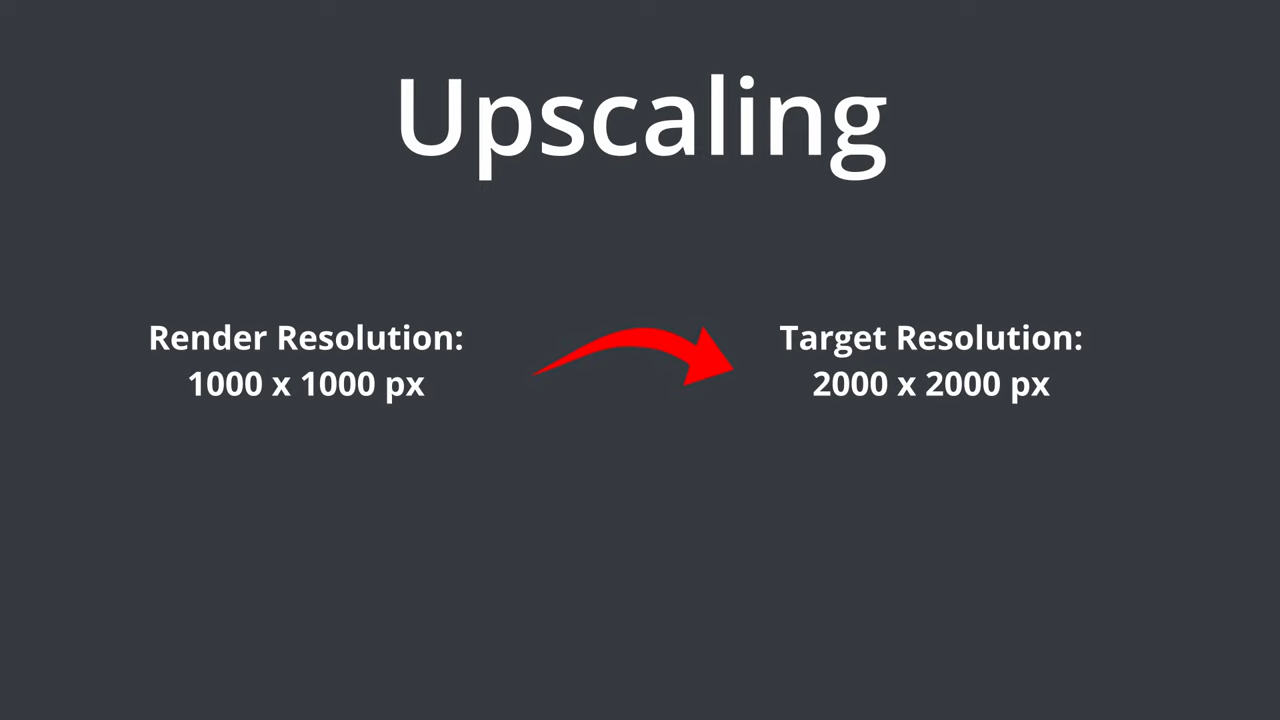 Upscaling
Render Resolution:
1000 x 1000 px
Target Resolution:
2000 x 2000 px